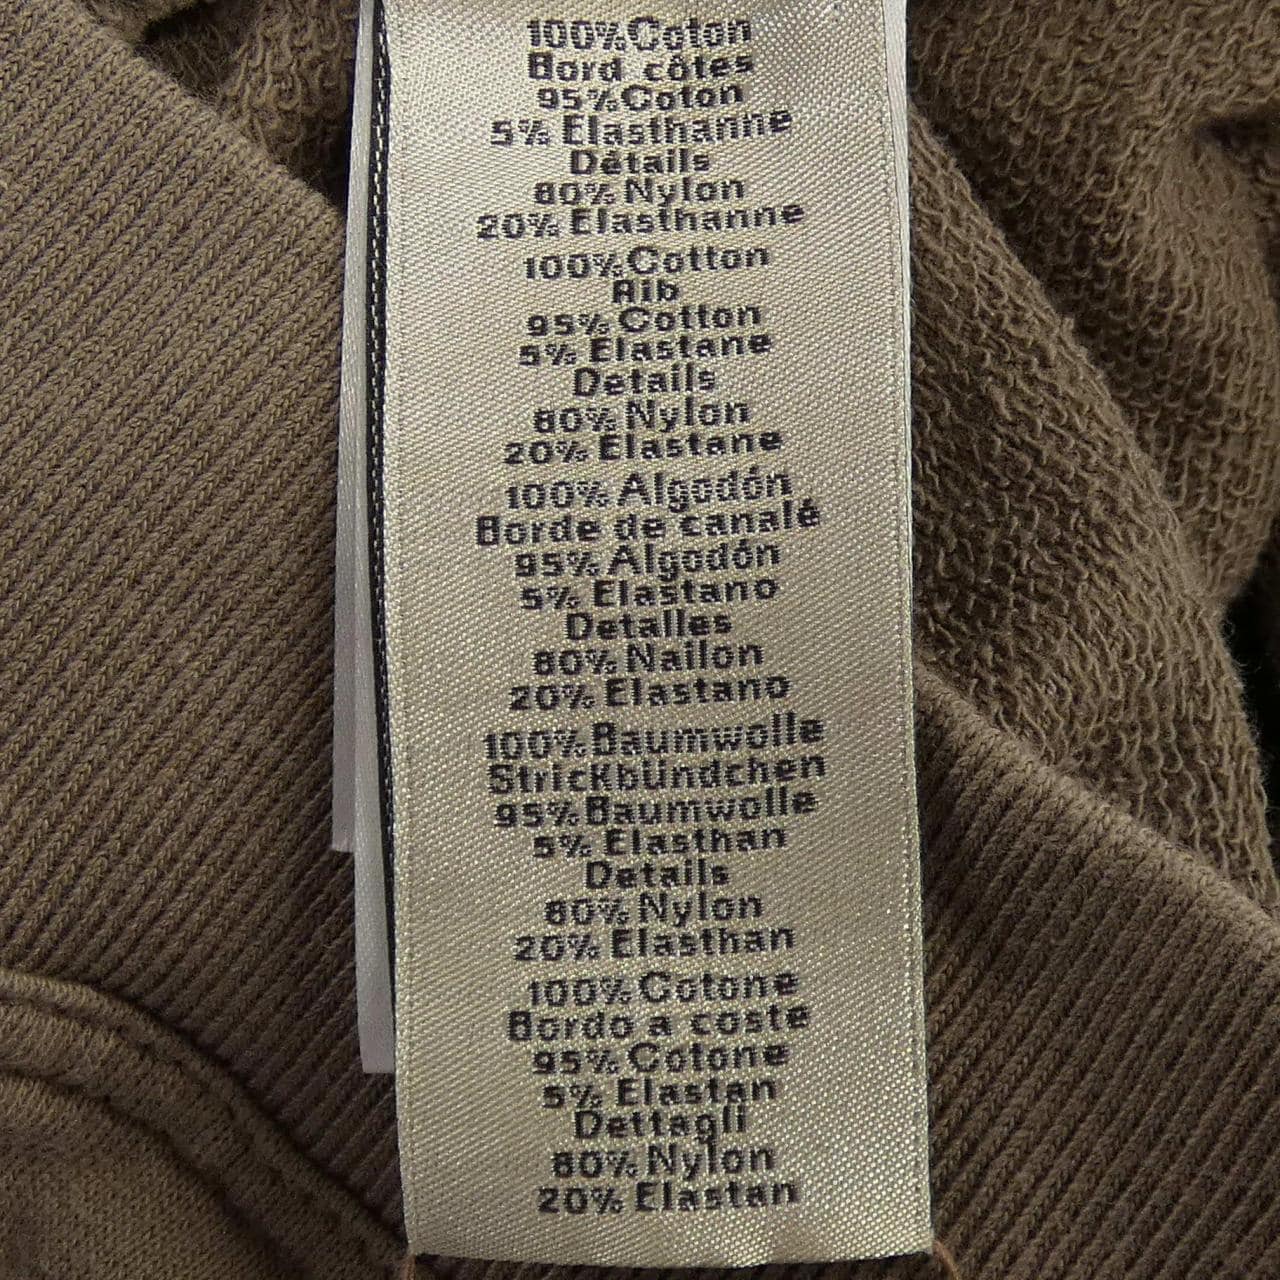 100% Coton
Bord côtes
95% Coton
5% Elasthanne
Détails
80% Nylon
20% Elasthanne
100% Cotton
Rib
95% Cotton
5% Elastane
Details
80% Nylon
20% Elastane
100% Algodón
Borde de canalé
95% Algodón
5% Elastano
Detalles
80% Nailon
20% Elastano
100% Baumwolle
Strickbündchen
95% Baumwolle
5% Elasthan
Details
80% Nylon
20% Elasthan
100% Cotone
Bordo a coste
95% Cotone
5% Elastan
Dettagli
80% Nylon
20% Elastan